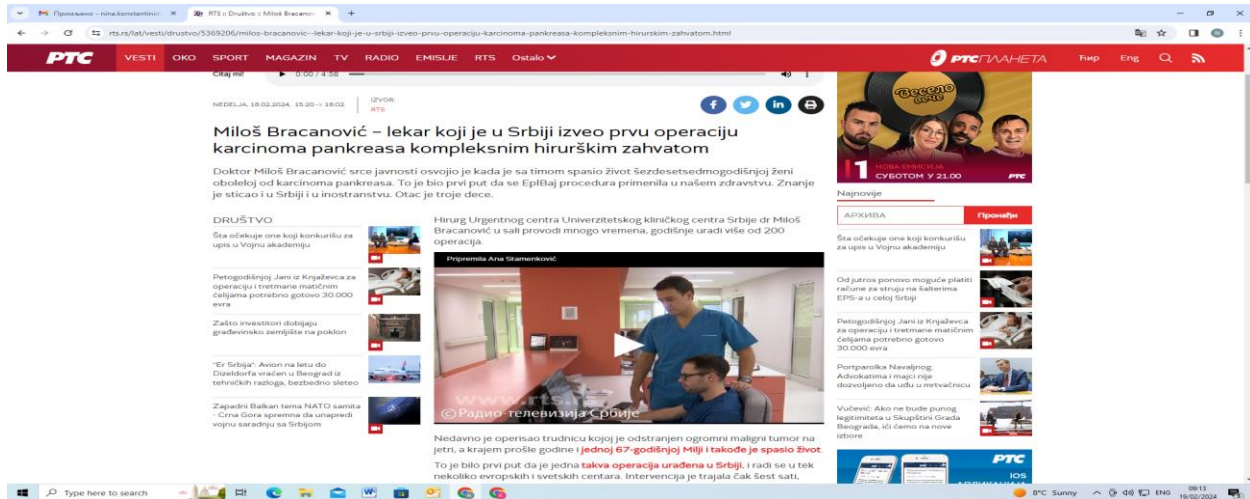 Пријављено - nina.konstantinic
RTS :: Društvo :: Miloš Bracanov
rts.rs/lat/vesti/drustvo/5369206/milos-bracanovic--lekar-koji-je-u-srbiji-izveo-prvu-operaciju-karcinoma-pankreasa-kompleksnim-hirurskim-zahvatom.html
РТС VESTI OKO SPORT MAGAZIN TV RADIO EMISIJE RTS Ostalo РТС ПЛАНЕТА Ћир Eng
Čitaj mi!
0:00 / 4:58
NEDELJA, 18.02.2024, 15:20 -> 18:02
IZVOR:
RTS
Miloš Bracanović – lekar koji je u Srbiji izveo prvu operaciju
karcinoma pankreasa kompleksnim hirurškim zahvatom
Doktor Miloš Bracanović srce javnosti osvojio je kada je sa timom spasio život šezdesetsedmogodišnjoj ženi
oboleloj od karcinoma pankreasa. To je bio prvi put da se EplBaj procedura primenila u našem zdravstvu. Znanje
je sticao i u Srbiji i u inostranstvu. Otac je troje dece.
DRUŠTVO
Šta očekuje one koji konkurišu za
upis u Vojnu akademiju
Petogodišnjoj Jani iz Knjaževca za
operaciju i tretmane matičnim
ćelijama potrebno gotovo 30.000
evra
Zašto investitori dobijaju
građevinsko zemljište na poklon
"Er Srbija": Avion na letu do
Dizeldorfa vraćen u Beograd iz
tehničkih razloga, bezbedno sleteo
Zapadni Balkan tema NATO samita
- Crna Gora spremna da unapredi
vojnu saradnju sa Srbijom
Hirurg Urgentnog centra Univerzitetskog kliničkog centra Srbije dr Miloš
Bracanović u sali provodi mnogo vremena, godišnje uradi više od 200
operacija.
Pripremila Ana Stamenković
www.rts.rs
©Радио-телевизија Србије
Nedavno je operisao trudnicu kojoj je odstranjen ogromni maligni tumor na
jetri, a krajem prošle godine i jednoj 67-godišnjoj Milji i takođe je spasio život.
To je bilo prvi put da je jedna takva operacija urađena u Srbiji, i radi se u tek
nekoliko evropskih i svetskih centara. Intervencija je trajala čak šest sati,
Весело
вече
1
НОВА ЕМИСИЈА
СУБОТОМ У 21.00
РТС
Najnovije
АРХИВА Пронађи
Šta očekuje one koji konkurišu
za upis u Vojnu akademiju
Od jutros ponovo moguće platiti
račune za struju na šalterima
EPS-a u celoj Srbiji
Petogodišnjoj Jani iz Knjaževca
za operaciju i tretmane matičnim
ćelijama potrebno gotovo
30.000 evra
Portparolka Navaljnog:
Advokatima i majci nije
dozvoljeno da uđu u mrtvačnicu
Vučević: Ako ne bude punog
legitimiteta u Skupštini Grada
Beograda, ići ćemo na nove
izbore
РТС
iOS
Type here to search
8°C Sunny
ENG
09:13
19/02/2024